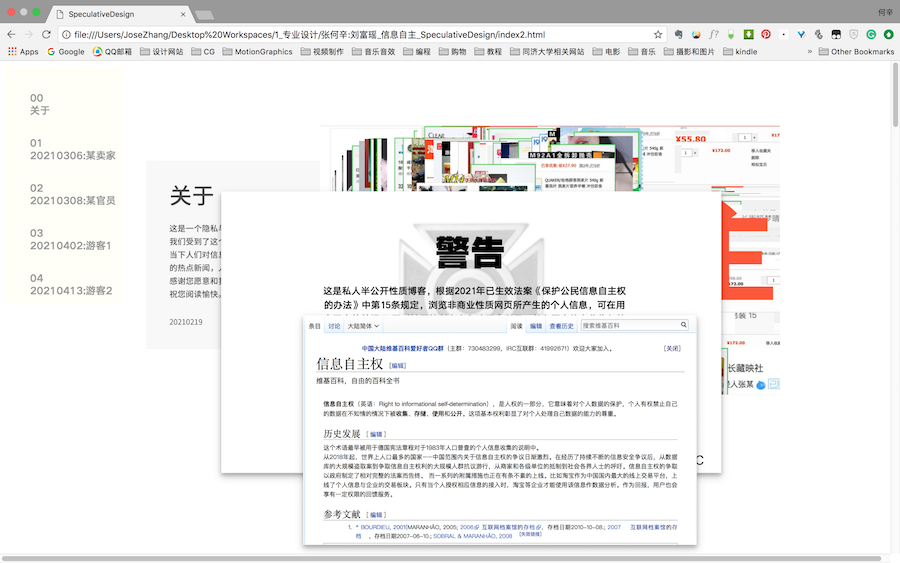 SpeculativeDesign
何辛
file:///Users/JoseZhang/Desktop%20Workspaces/1_专业设计/张何辛:刘富瑶_信息自主_SpeculativeDesign/index2.html
Apps Google QQ邮箱 设计网站 CG MotionGraphics 视频制作 音乐音效 编程 购物 教程 同济大学相关网站 电影 音乐 摄影和图片 kindle » Other Bookmarks
00
关于
01
20210306:某卖家
02
20210308:某官员
03
20210402:游客1
04
20210413:游客2
关于
这是一个隐私
我们受到了这个
当下人们对信
的热点新闻，
感谢您愿意和
祝您阅读愉快。
20210219
CLEAR
M92A1全拆超鱼
¥55.80
¥172.00
¥172.00
长藏映社
人张某
警告
这是私人半公开性质博客，根据2021年已生效法案《保护公民信息自主权
的办法》中第15条规定，浏览非商业性质网页所产生的个人信息，可在用
条目 讨论 大陆简体 阅读 编辑 查看历史 搜索维基百科
中国大陆维基百科爱好者QQ群（主群：730483299，IRC互联群：41992671）欢迎大家加入。 [关闭]
信息自主权 [编辑]
维基百科，自由的百科全书
信息自主权（英语：Right to informational self-determination），是人权的一部分，它意味着对个人数据的保护，个人有权禁止自己
的数据在不知情的情况下被收集、存储、使用和公开。这项基本权利彰显了对个人处理自己数据的能力的尊重。
历史发展 [编辑]
这个术语最早被用于德国宪法章程对于1983年人口普查的个人信息收集的说明中。
从2018年起，世界上人口最多的国家——中国范围内关于信息自主权的争议日渐激烈。在经历了持续不断的信息安全争议后，从数据
库的大规模盗取案到争取信息自主权利的大规模人群抗议游行，从商家和各级单位的抵制到社会各界人士的呼吁，信息自主权的争取
以政府制定了相对完整的法案而告终。 而一系列的附属措施也正在有条不紊的上线，比如淘宝作为中国国内最大的线上交易平台，上
线了个人信息与企业的交易板块。只有当个人授权相应信息的接入时，淘宝等企业才能使用该信息作数据分析。作为回报，用户也会
享有一定权限的回馈服务。
参考文献 [编辑]
1. ^ BOURDIEU, 2001(MARANHÃO, 2005; 2006 互联网档案馆的存档，存档日期2010-10-08.; 2007 互联网档案馆的存
档，存档日期2007-06-10.; SOBRAL & MARANHÃO, 2008 [失效链接]